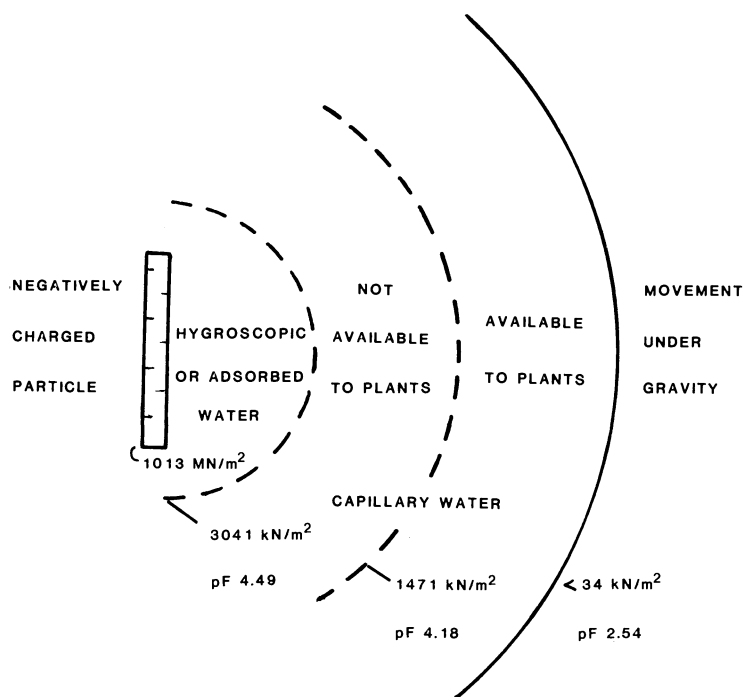 NEGATIVELY
CHARGED
PARTICLE
HYGROSCOPIC
OR ADSORBED
WATER
NOT
AVAILABLE
TO PLANTS
AVAILABLE
TO PLANTS
MOVEMENT
UNDER
GRAVITY
CAPILLARY WATER
1013 MN/m²
3041 kN/m²
pF 4.49
1471 kN/m²
pF 4.18
< 34 kN/m²
pF 2.54